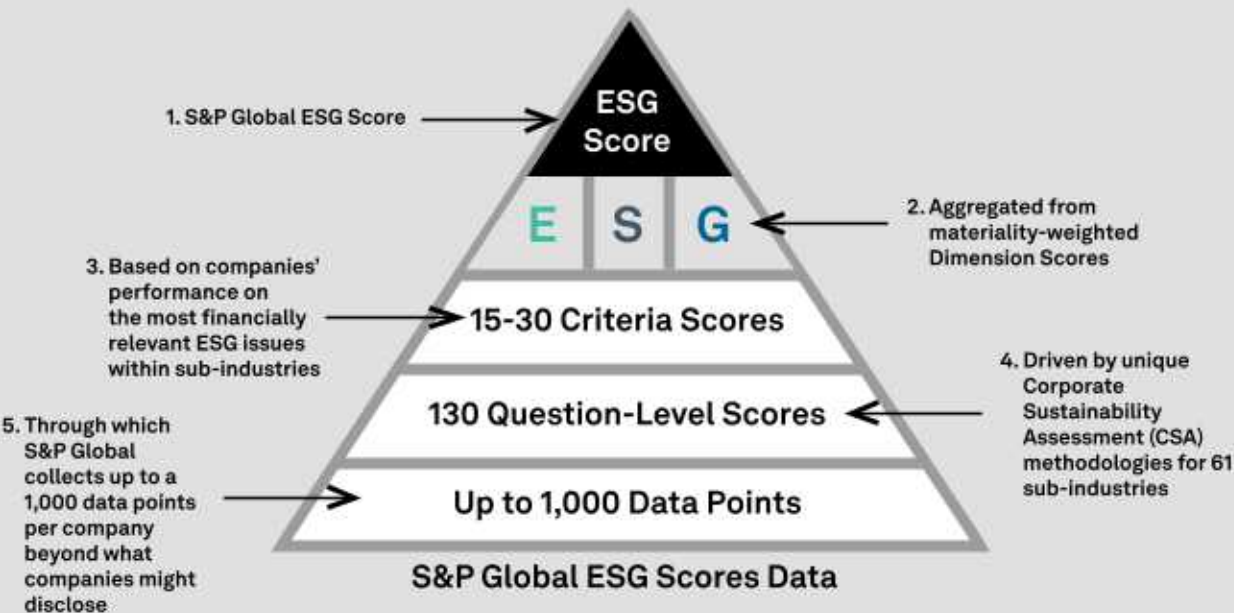 ESG
Score
1. S&P Global ESG Score
E S G
2. Aggregated from
materiality-weighted
Dimension Scores
3. Based on companies’
performance on
the most financially
relevant ESG issues
within sub-industries
15-30 Criteria Scores
130 Question-Level Scores
4. Driven by unique
Corporate
Sustainability
Assessment (CSA)
methodologies for 61
sub-industries
5. Through which
S&P Global
collects up to a
1,000 data points
per company
beyond what
companies might
disclose
Up to 1,000 Data Points
S&P Global ESG Scores Data